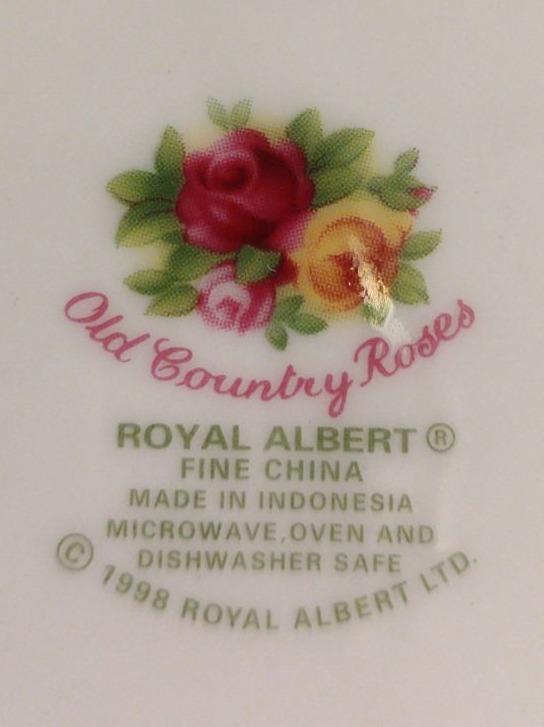 Old Country Roses
ROYAL ALBERT ®
FINE CHINA
MADE IN INDONESIA
MICROWAVE, OVEN AND
DISHWASHER SAFE
© 1998 ROYAL ALBERT LTD.